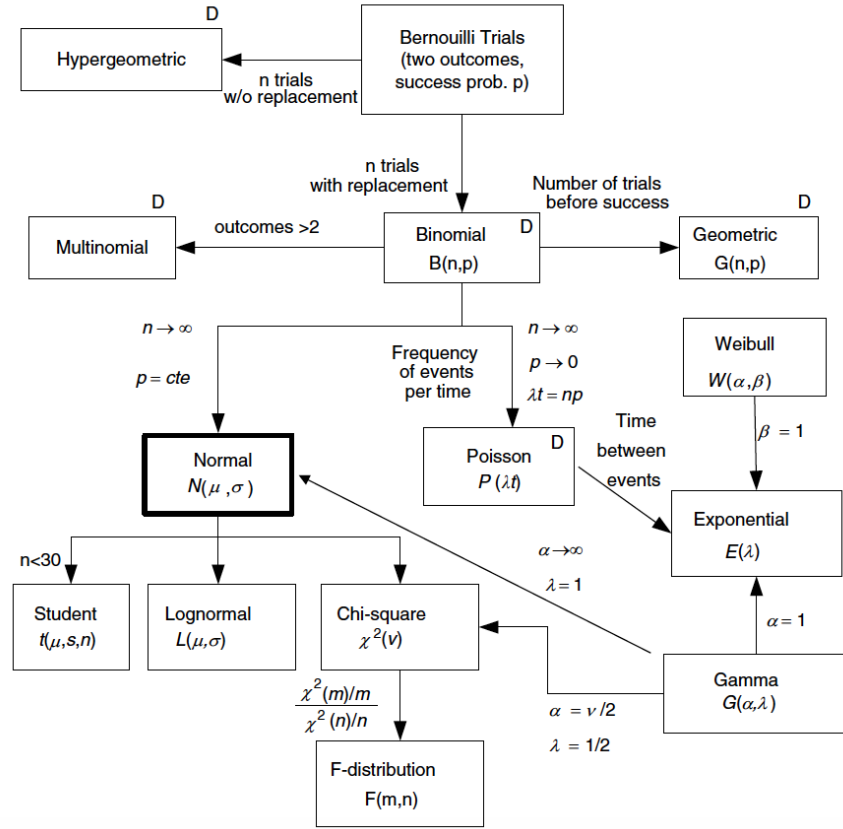 D
Hypergeometric
Bernouilli Trials
(two outcomes,
success prob. p)
n trials
w/o replacement
n trials
with replacement
Number of trials
before success
D
Multinomial
outcomes >2
D
Binomial
B(n,p)
D
Geometric
G(n,p)
n → ∞
p = cte
Frequency
of events
per time
n → ∞
p → 0
λt = np
Weibull
W(α,β)
β = 1
Normal
N(μ,σ)
D
Poisson
P(λt)
Time
between
events
Exponential
E(λ)
n<30
Student
t(μ,s,n)
Lognormal
L(μ,σ)
Chi-square
χ²(ν)
α→∞
λ = 1
α = 1
Gamma
G(α,λ)
χ²(m)/m
χ²(n)/n
α = ν/2
λ = 1/2
F-distribution
F(m,n)